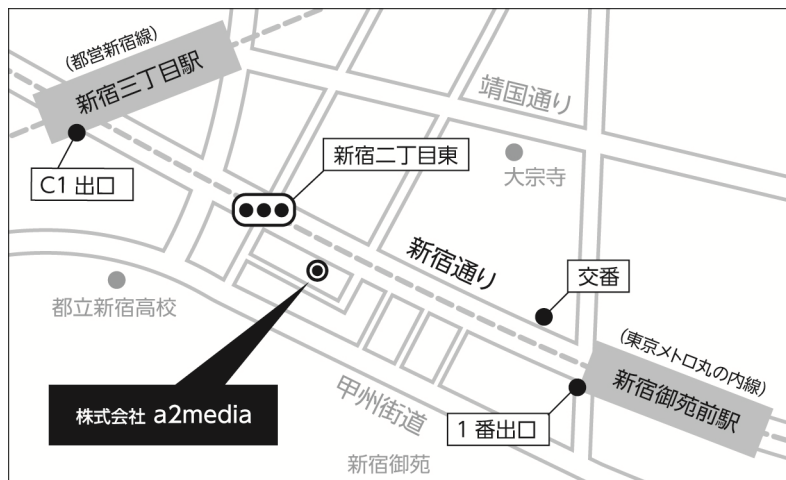 (都営新宿線)
新宿三丁目駅
C1 出口
新宿二丁目東
靖国通り
大宗寺
新宿通り
交番
都立新宿高校
(東京メトロ丸の内線)
新宿御苑前駅
株式会社 a2media
甲州街道
1 番出口
新宿御苑